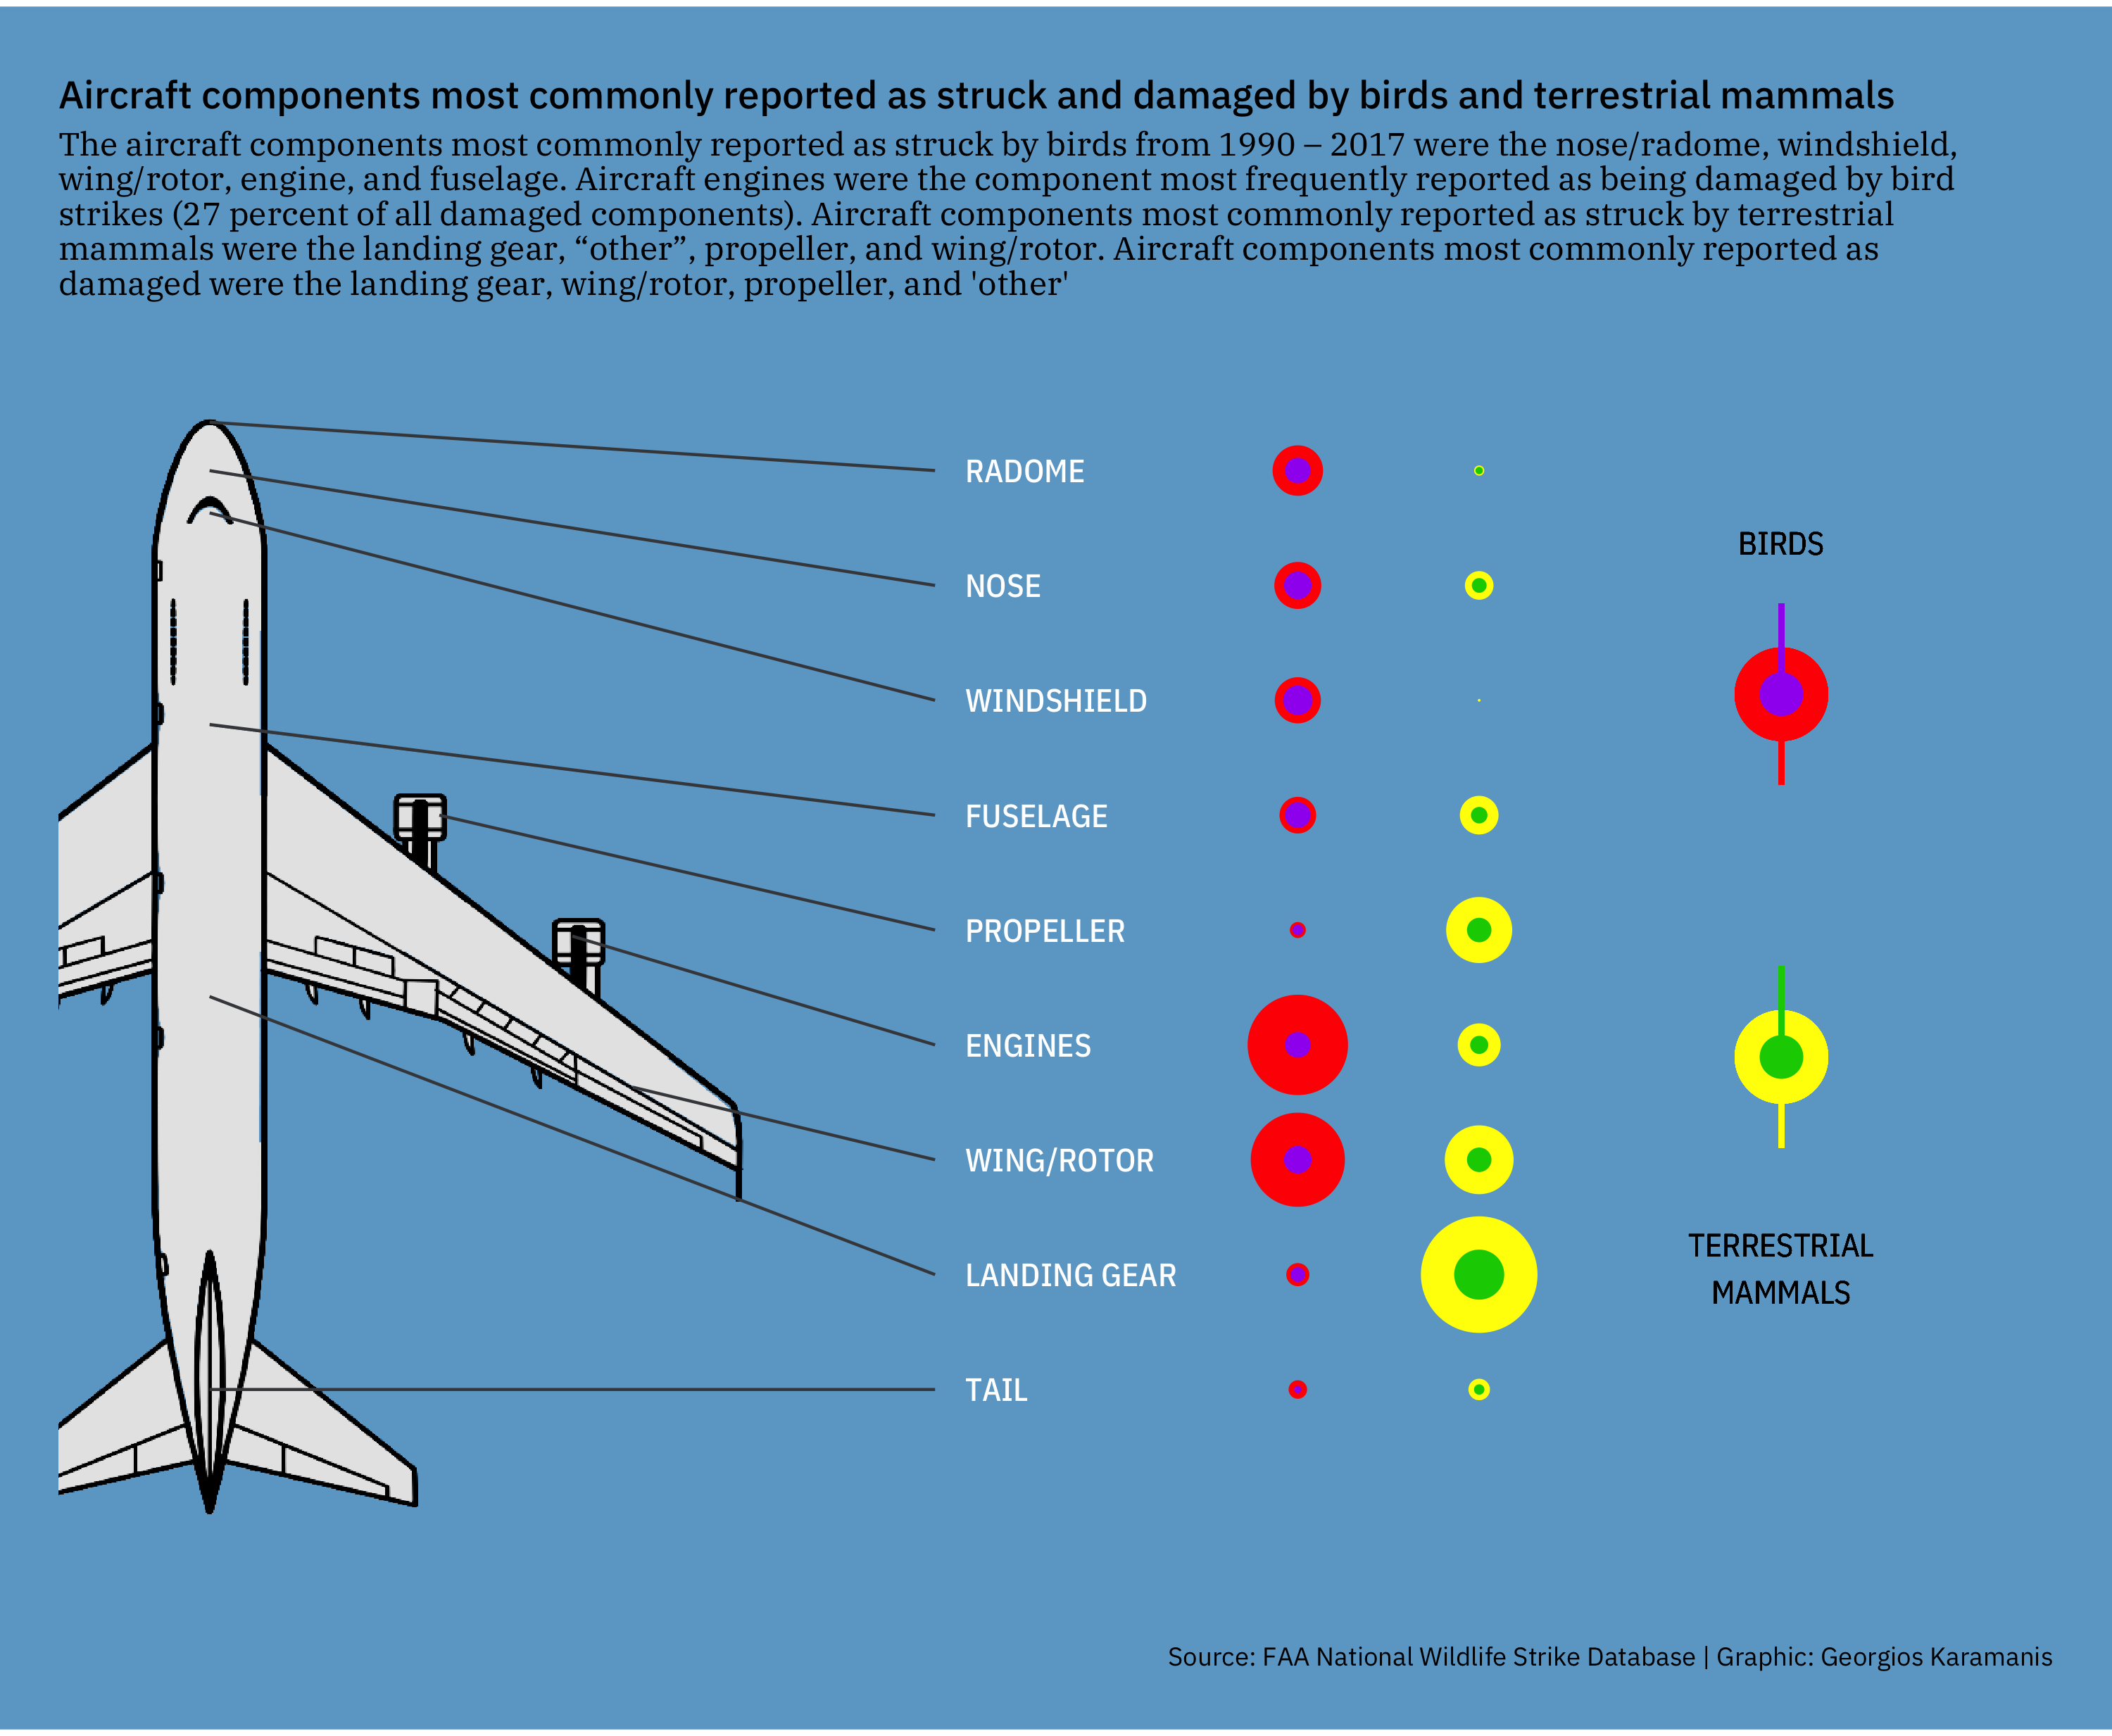 Aircraft components most commonly reported as struck and damaged by birds and terrestrial mammals
The aircraft components most commonly reported as struck by birds from 1990 – 2017 were the nose/radome, windshield,
wing/rotor, engine, and fuselage. Aircraft engines were the component most frequently reported as being damaged by bird
strikes (27 percent of all damaged components). Aircraft components most commonly reported as struck by terrestrial
mammals were the landing gear, “other”, propeller, and wing/rotor. Aircraft components most commonly reported as
damaged were the landing gear, wing/rotor, propeller, and 'other'
RADOME
NOSE
WINDSHIELD
FUSELAGE
PROPELLER
ENGINES
WING/ROTOR
LANDING GEAR
TAIL
BIRDS
TERRESTRIAL
MAMMALS
Source: FAA National Wildlife Strike Database | Graphic: Georgios Karamanis